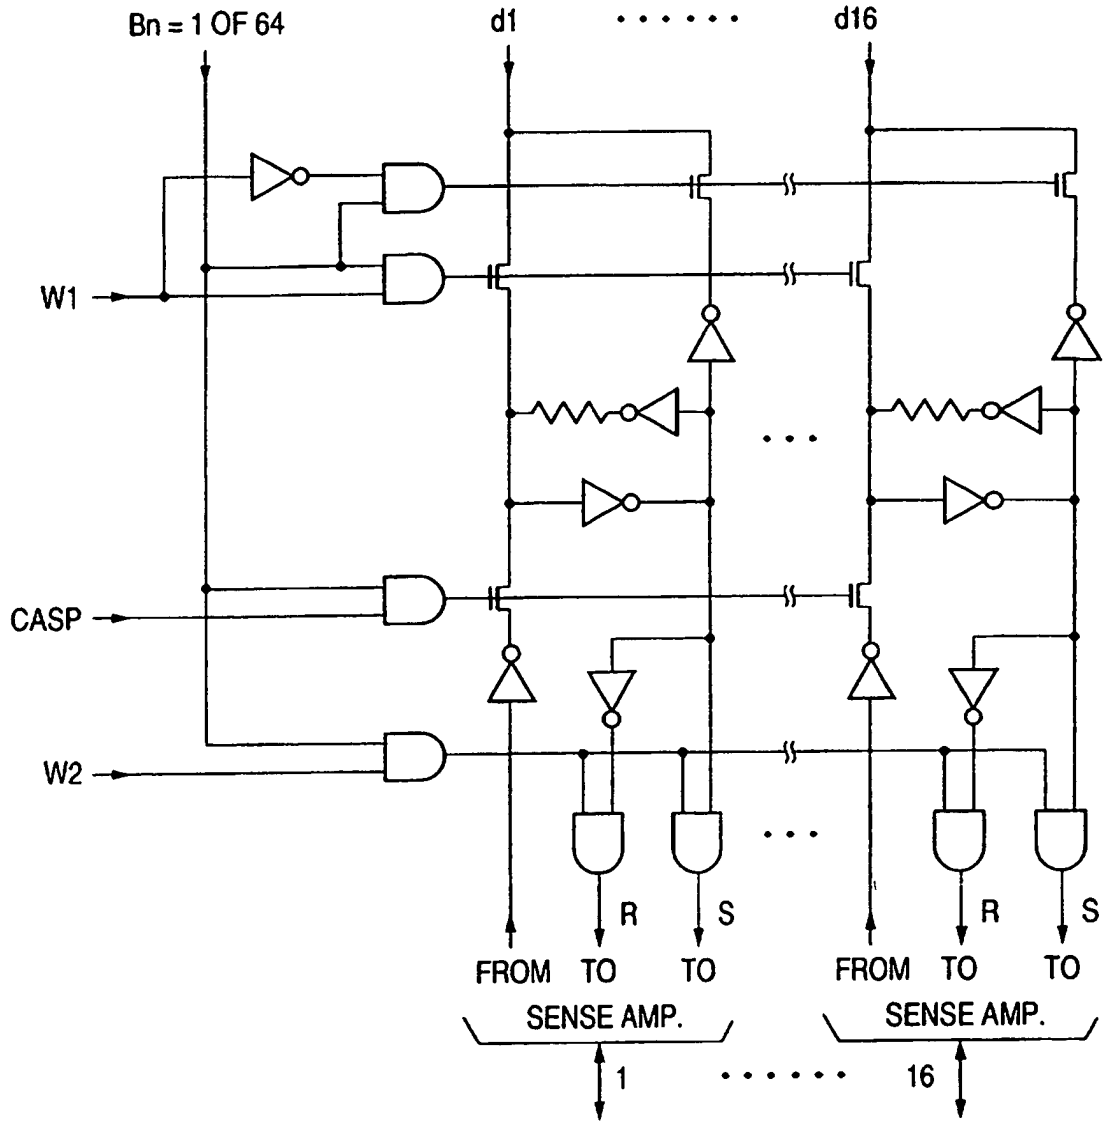 Bn = 1 OF 64
d1
d16
W1
CASP
W2
R
S
R
S
FROM TO TO
FROM TO TO
SENSE AMP.
SENSE AMP.
1
16